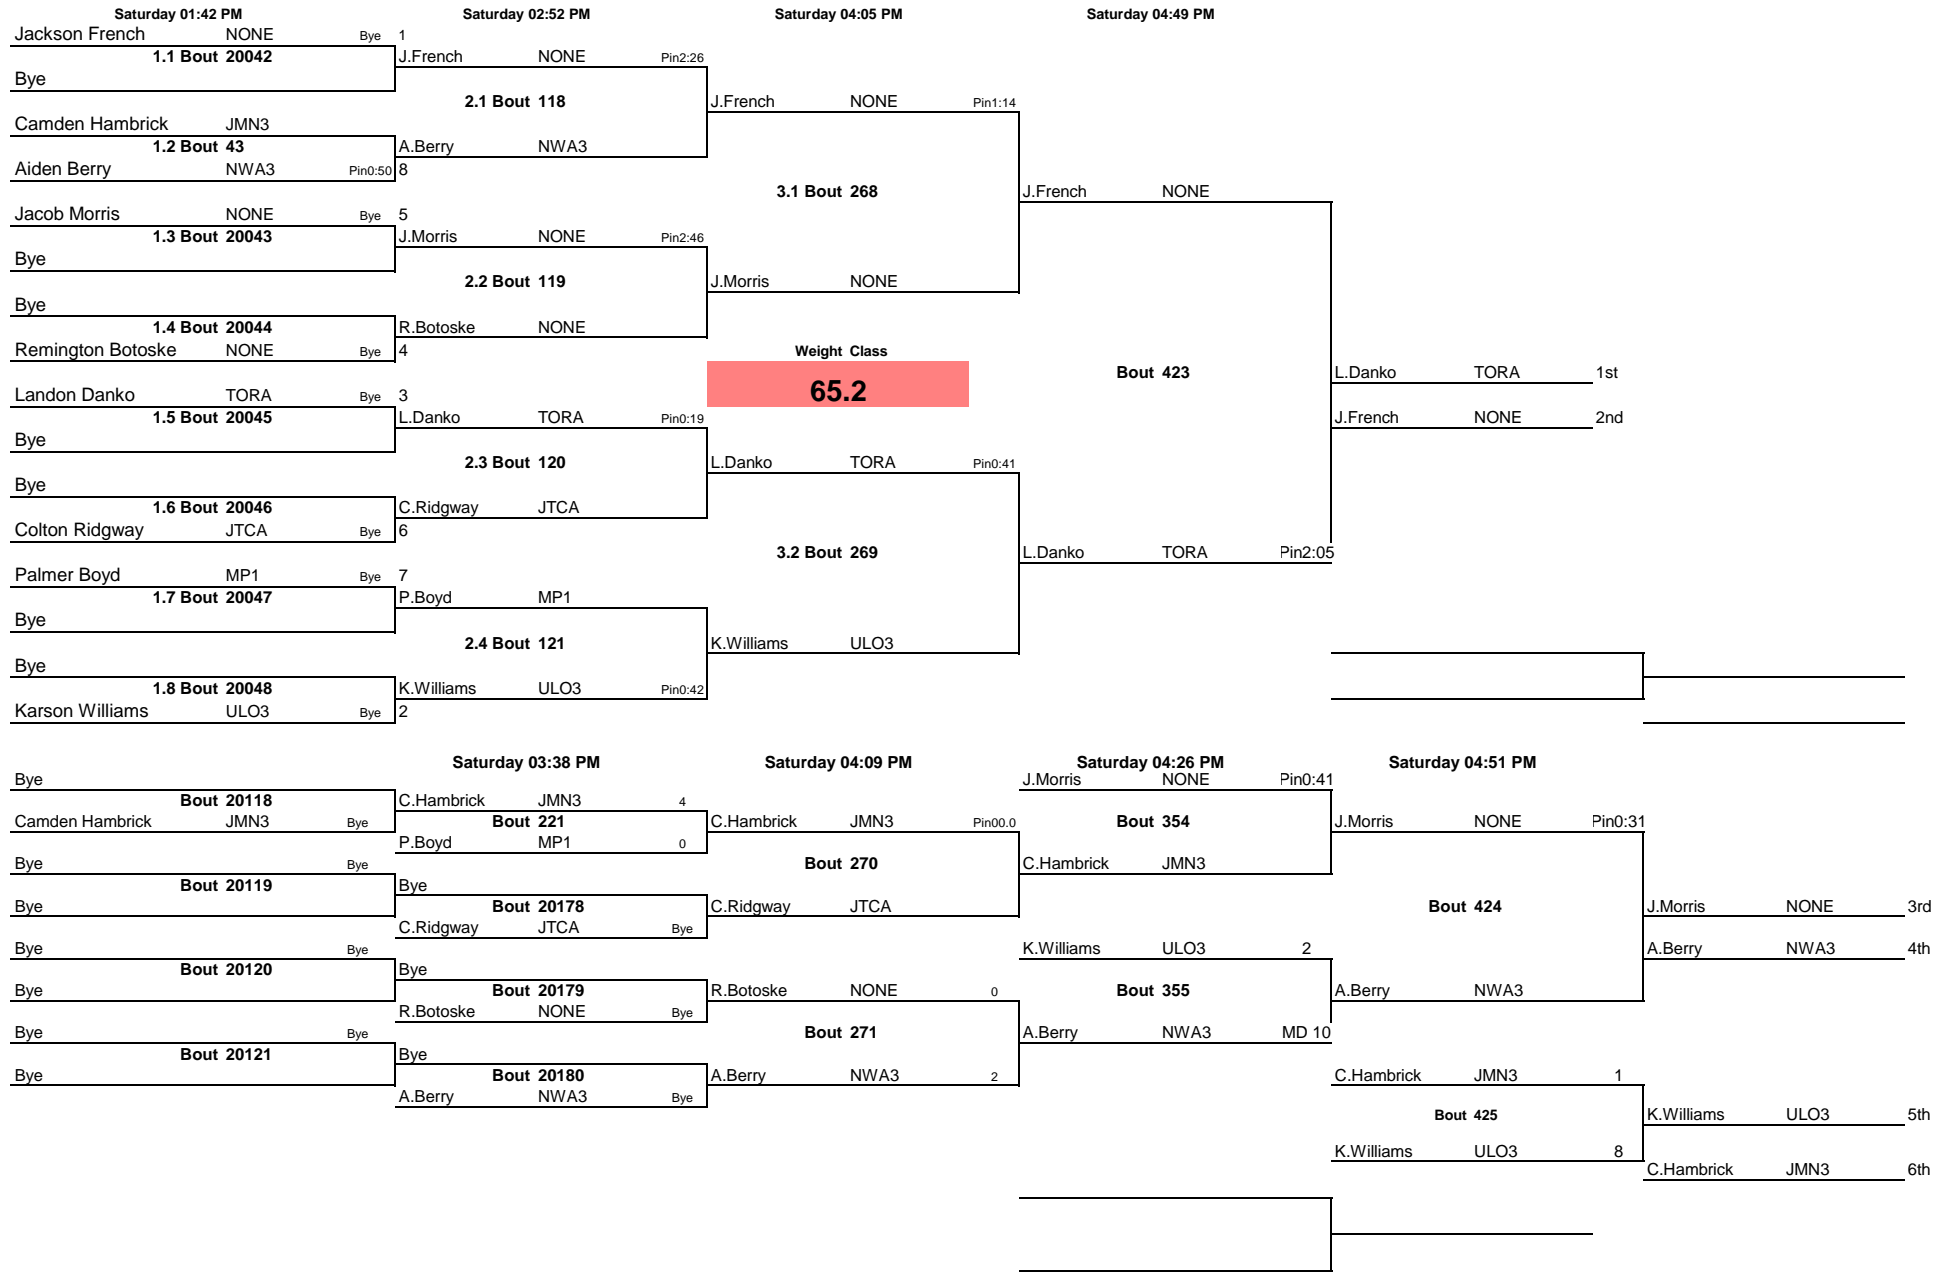 Saturday 01:42 PM Saturday 02:52 PM Saturday 04:05 PM Saturday 04:49 PM
Jackson French NONE Bye 1
1.1 Bout 20042 J.French NONE Pin2:26
Bye
2.1 Bout 118 J.French NONE Pin1:14
Camden Hambrick JMN3
1.2 Bout 43 A.Berry NWA3
Aiden Berry NWA3 Pin0:50 8
3.1 Bout 268 J.French NONE
Jacob Morris NONE Bye 5
1.3 Bout 20043 J.Morris NONE Pin2:46
Bye
2.2 Bout 119 J.Morris NONE
Bye
1.4 Bout 20044 R.Botoske NONE
Remington Botoske NONE Bye 4 Weight Class
Bout 423 L.Danko TORA 1st
Landon Danko TORA Bye 3 65.2
1.5 Bout 20045 L.Danko TORA Pin0:19 J.French NONE 2nd
Bye
2.3 Bout 120 L.Danko TORA Pin0:41
Bye
1.6 Bout 20046 C.Ridgway JTCA
Colton Ridgway JTCA Bye 6
3.2 Bout 269 L.Danko TORA Pin2:05
Palmer Boyd MP1 Bye 7
1.7 Bout 20047 P.Boyd MP1
Bye
2.4 Bout 121 K.Williams ULO3
Bye
1.8 Bout 20048 K.Williams ULO3 Pin0:42
Karson Williams ULO3 Bye 2
Saturday 03:38 PM Saturday 04:09 PM Saturday 04:26 PM Saturday 04:51 PM
Bye J.Morris NONE Pin0:41
Bout 20118 C.Hambrick JMN3 4
Camden Hambrick JMN3 Bye Bout 221 C.Hambrick JMN3 Pin00.0 Bout 354 J.Morris NONE Pin0:31
P.Boyd MP1 0
Bye Bye Bout 270 C.Hambrick JMN3
Bout 20119 Bye
Bye Bout 20178 C.Ridgway JTCA Bout 424 J.Morris NONE 3rd
C.Ridgway JTCA Bye
Bye Bye K.Williams ULO3 2 A.Berry NWA3 4th
Bout 20120 Bye
Bye Bout 20179 R.Botoske NONE 0 Bout 355 A.Berry NWA3
R.Botoske NONE Bye
Bye Bye Bout 271 A.Berry NWA3 MD 10
Bout 20121 Bye
Bye Bout 20180 A.Berry NWA3 2 C.Hambrick JMN3 1
A.Berry NWA3 Bye
Bout 425 K.Williams ULO3 5th
K.Williams ULO3 8
C.Hambrick JMN3 6th